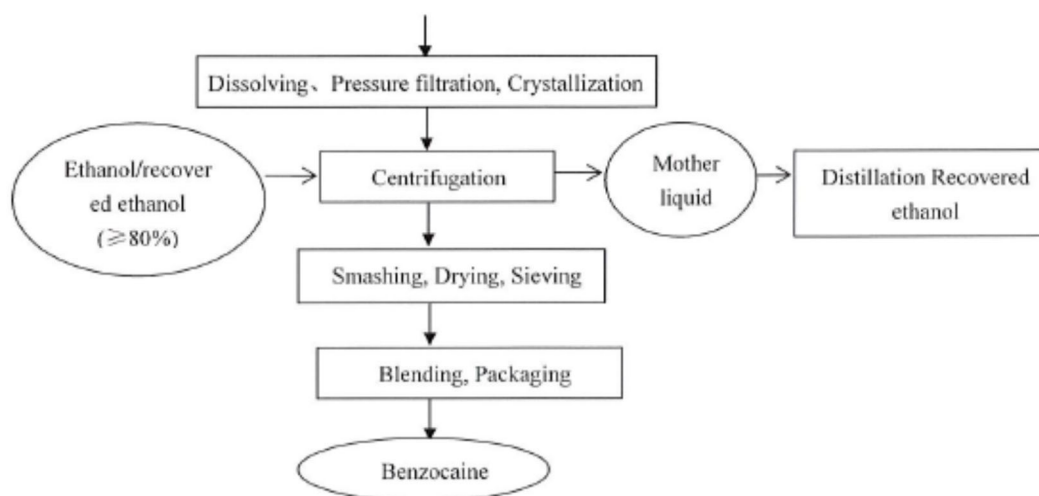 Dissolving、Pressure filtration, Crystallization
Ethanol/recover
ed ethanol
(≥80%)
Centrifugation
Mother
liquid
Distillation Recovered
ethanol
Smashing, Drying, Sieving
Blending, Packaging
Benzocaine